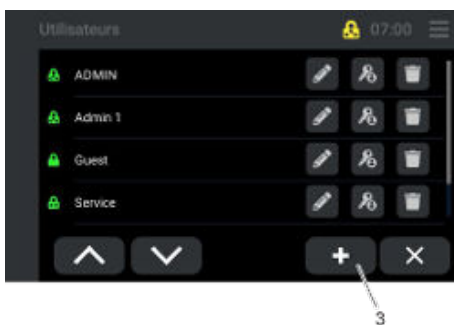 Utilisateurs 07:00
ADMIN
Admin 1
Guest
Service
3